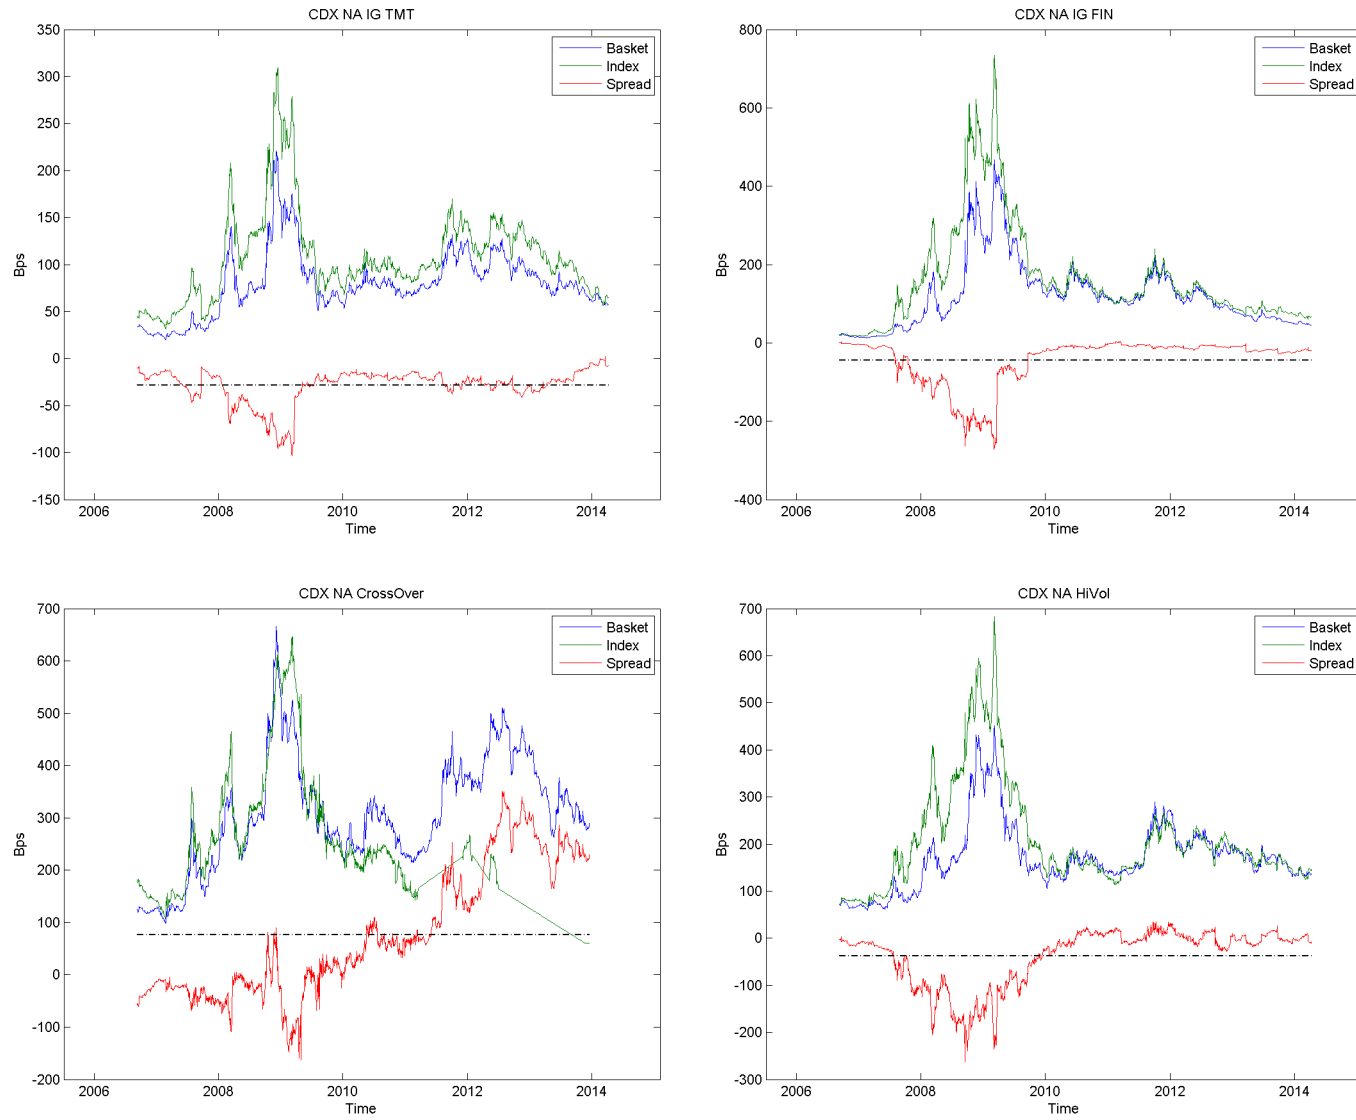 CDX NA IG TMT
350
300
250
200
150
100
50
0
-50
-100
-150
Bps
2006 2008 2010 2012 2014
Time
Basket
Index
Spread
CDX NA IG FIN
800
600
400
200
0
-200
-400
Bps
2006 2008 2010 2012 2014
Time
Basket
Index
Spread
CDX NA CrossOver
700
600
500
400
300
200
100
0
-100
-200
Bps
2006 2008 2010 2012 2014
Time
Basket
Index
Spread
CDX NA HiVol
700
600
500
400
300
200
100
0
-100
-200
-300
Bps
2006 2008 2010 2012 2014
Time
Basket
Index
Spread